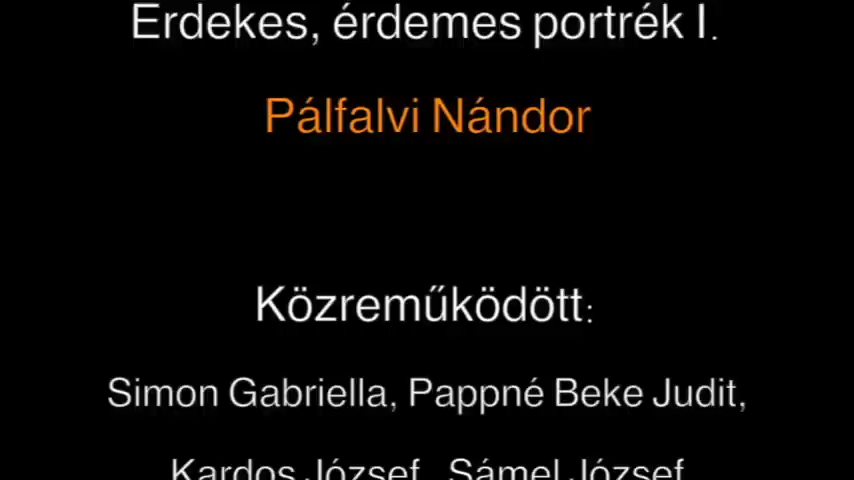 Érdekes, érdemes portrék I.
Pálfalvi Nándor
Közreműködött:
Simon Gabriella, Pappné Beke Judit,
Kardos József, Sámel József